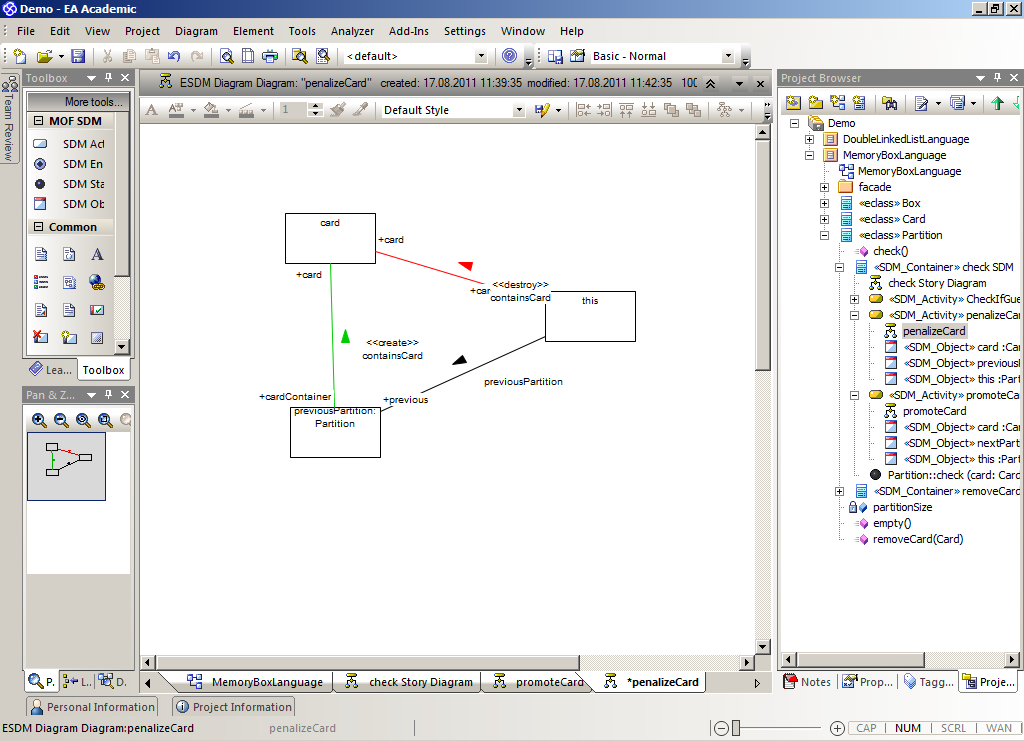 Demo - EA Academic
File Edit View Project Diagram Element Tools Analyzer Add-Ins Settings Window Help
<default> Basic - Normal
Team Review
Toolbox
More tools...
MOF SDM
SDM Act
SDM En
SDM Sta
SDM Ob
Common
Lea... Toolbox
Pan & Z...
P. L.. D.
ESDM Diagram Diagram: "penalizeCard" created: 17.08.2011 11:39:35 modified: 17.08.2011 11:42:35 100
1 Default Style
card
+card
+card
+car
<<destroy>>
containsCard
this
<<create>>
containsCard
previousPartition
+cardContainer
+previous
previousPartition:
Partition
MemoryBoxLanguage check Story Diagram promoteCard *penalizeCard
Project Browser
Demo
DoubleLinkedListLanguage
MemoryBoxLanguage
MemoryBoxLanguage
facade
«eclass» Box
«eclass» Card
«eclass» Partition
check()
«SDM_Container» check SDM
check Story Diagram
«SDM_Activity» CheckIfGue
«SDM_Activity» penalizeCar
penalizeCard
«SDM_Object» card :Car
«SDM_Object» previousP
«SDM_Object» this :Part
«SDM_Activity» promoteCa
promoteCard
«SDM_Object» card :Car
«SDM_Object» nextPart
«SDM_Object» this :Part
Partition::check (card: Card
«SDM_Container» removeCard
partitionSize
empty()
removeCard(Card)
Notes Prop... Tagg... Proje...
Personal Information Project Information
ESDM Diagram Diagram:penalizeCard penalizeCard CAP NUM SCRL WAN